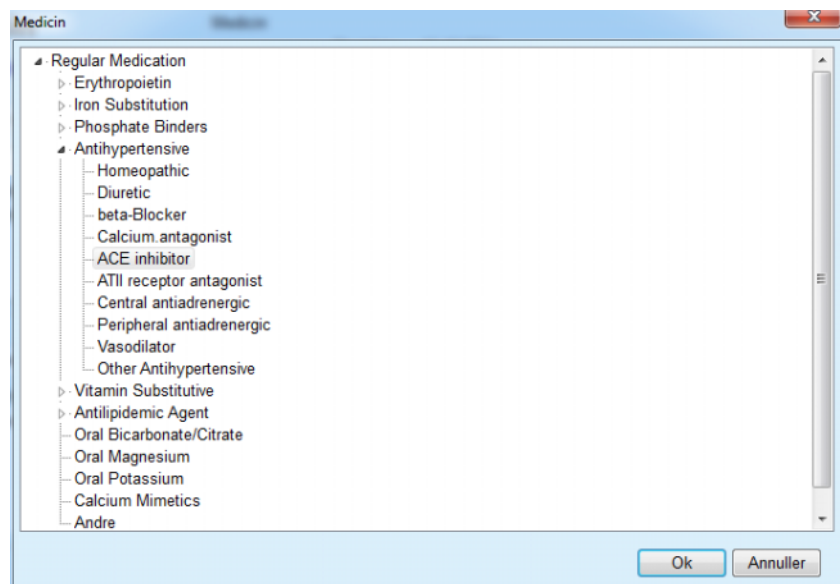 Medicin
Regular Medication
Erythropoietin
Iron Substitution
Phosphate Binders
Antihypertensive
Homeopathic
Diuretic
beta-Blocker
Calcium.antagonist
ACE inhibitor
ATII receptor antagonist
Central antiadrenergic
Peripheral antiadrenergic
Vasodilator
Other Antihypertensive
Vitamin Substitutive
Antilipidemic Agent
Oral Bicarbonate/Citrate
Oral Magnesium
Oral Potassium
Calcium Mimetics
Andre
Ok Annuller